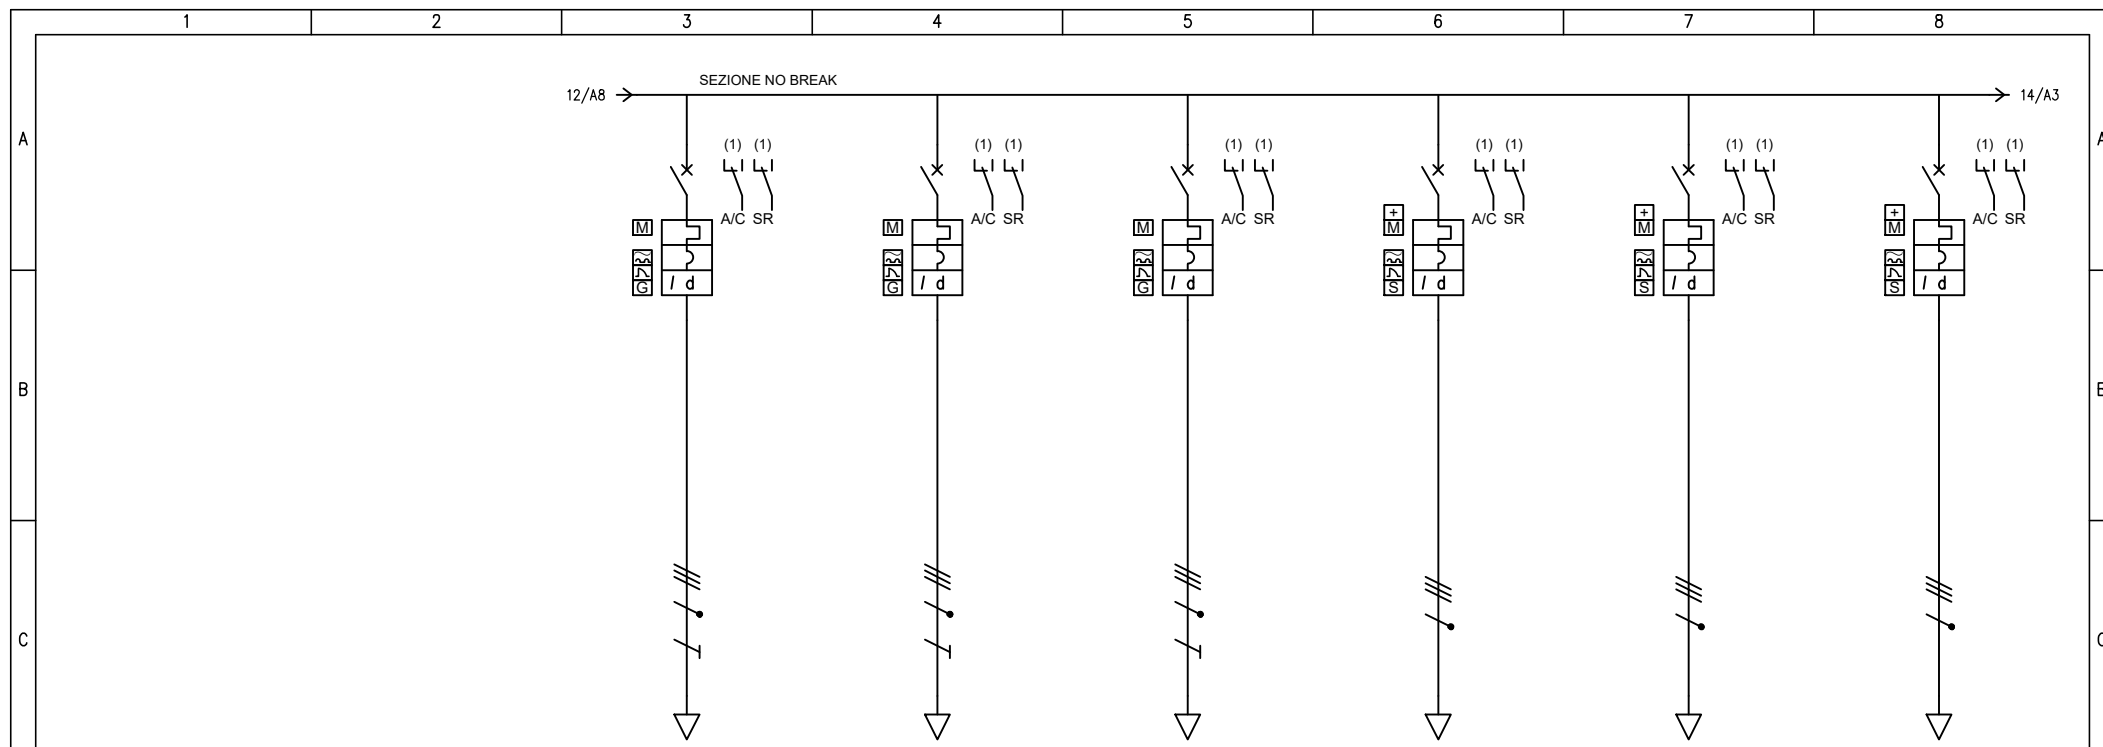 1 2 3 4 5 6 7 8
SEZIONE NO BREAK
12/A8 14/A3
A A
(1) (1) (1) (1) (1) (1) (1) (1) (1) (1) (1) (1)
A/C SR A/C SR A/C SR A/C SR A/C SR A/C SR
+ + +
M M M M M M
I d I d I d I d I d I d
G G G S S S
B
C